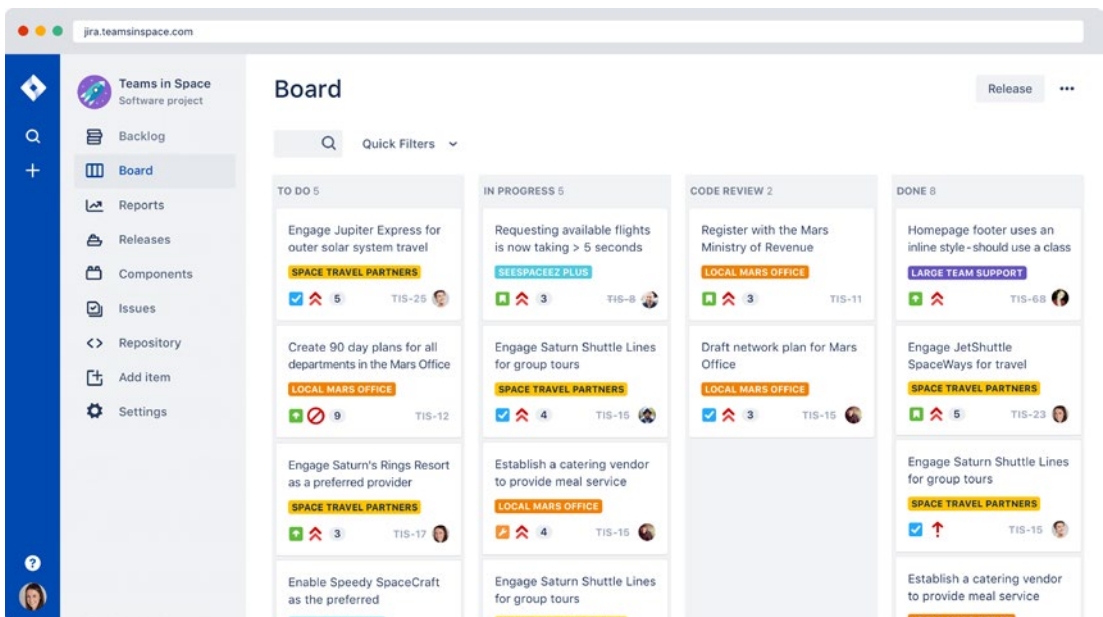 jira.teamsinspace.com
Teams in Space
Software project
Backlog
Board
Reports
Releases
Components
Issues
Repository
Add item
Settings
Board
Release
Quick Filters
TO DO 5
Engage Jupiter Express for
outer solar system travel
SPACE TRAVEL PARTNERS
5 TIS-25
Create 90 day plans for all
departments in the Mars Office
LOCAL MARS OFFICE
9 TIS-12
Engage Saturn's Rings Resort
as a preferred provider
SPACE TRAVEL PARTNERS
3 TIS-17
Enable Speedy SpaceCraft
as the preferred
IN PROGRESS 5
Requesting available flights
is now taking > 5 seconds
SEESPACEEZ PLUS
3 TIS-8
Engage Saturn Shuttle Lines
for group tours
SPACE TRAVEL PARTNERS
4 TIS-15
Establish a catering vendor
to provide meal service
LOCAL MARS OFFICE
4 TIS-15
Engage Saturn Shuttle Lines
for group tours
CODE REVIEW 2
Register with the Mars
Ministry of Revenue
LOCAL MARS OFFICE
3 TIS-11
Draft network plan for Mars
Office
LOCAL MARS OFFICE
3 TIS-15
DONE 8
Homepage footer uses an
inline style - should use a class
LARGE TEAM SUPPORT
TIS-68
Engage JetShuttle
SpaceWays for travel
SPACE TRAVEL PARTNERS
5 TIS-23
Engage Saturn Shuttle Lines
for group tours
SPACE TRAVEL PARTNERS
TIS-15
Establish a catering vendor
to provide meal service
?